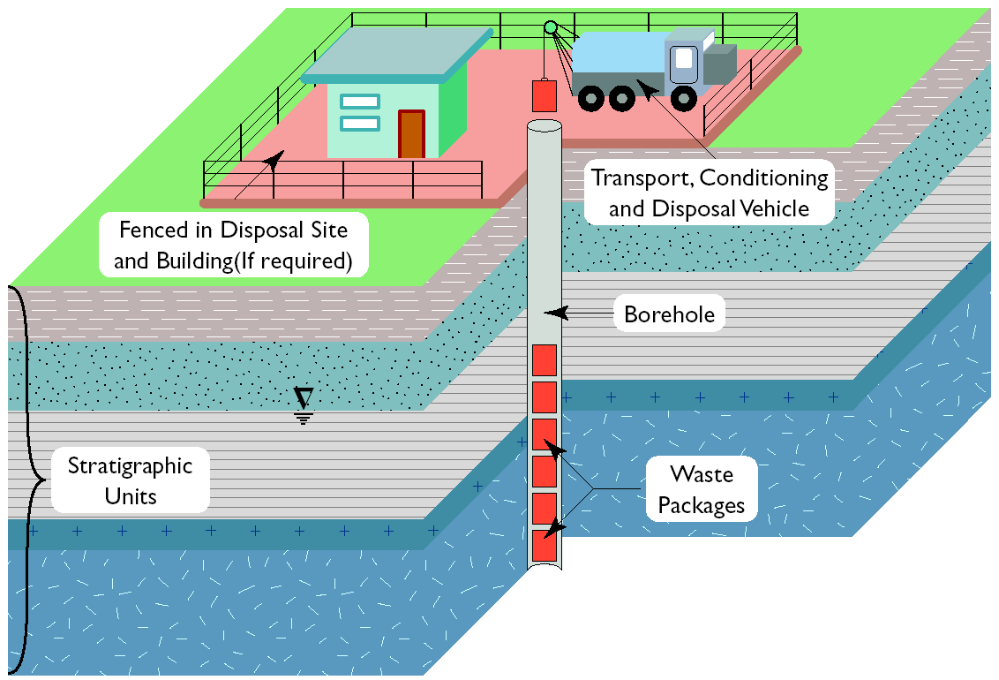 Transport, Conditioning
and Disposal Vehicle
Fenced in Disposal Site
and Building(If required)
Borehole
Stratigraphic
Units
Waste
Packages